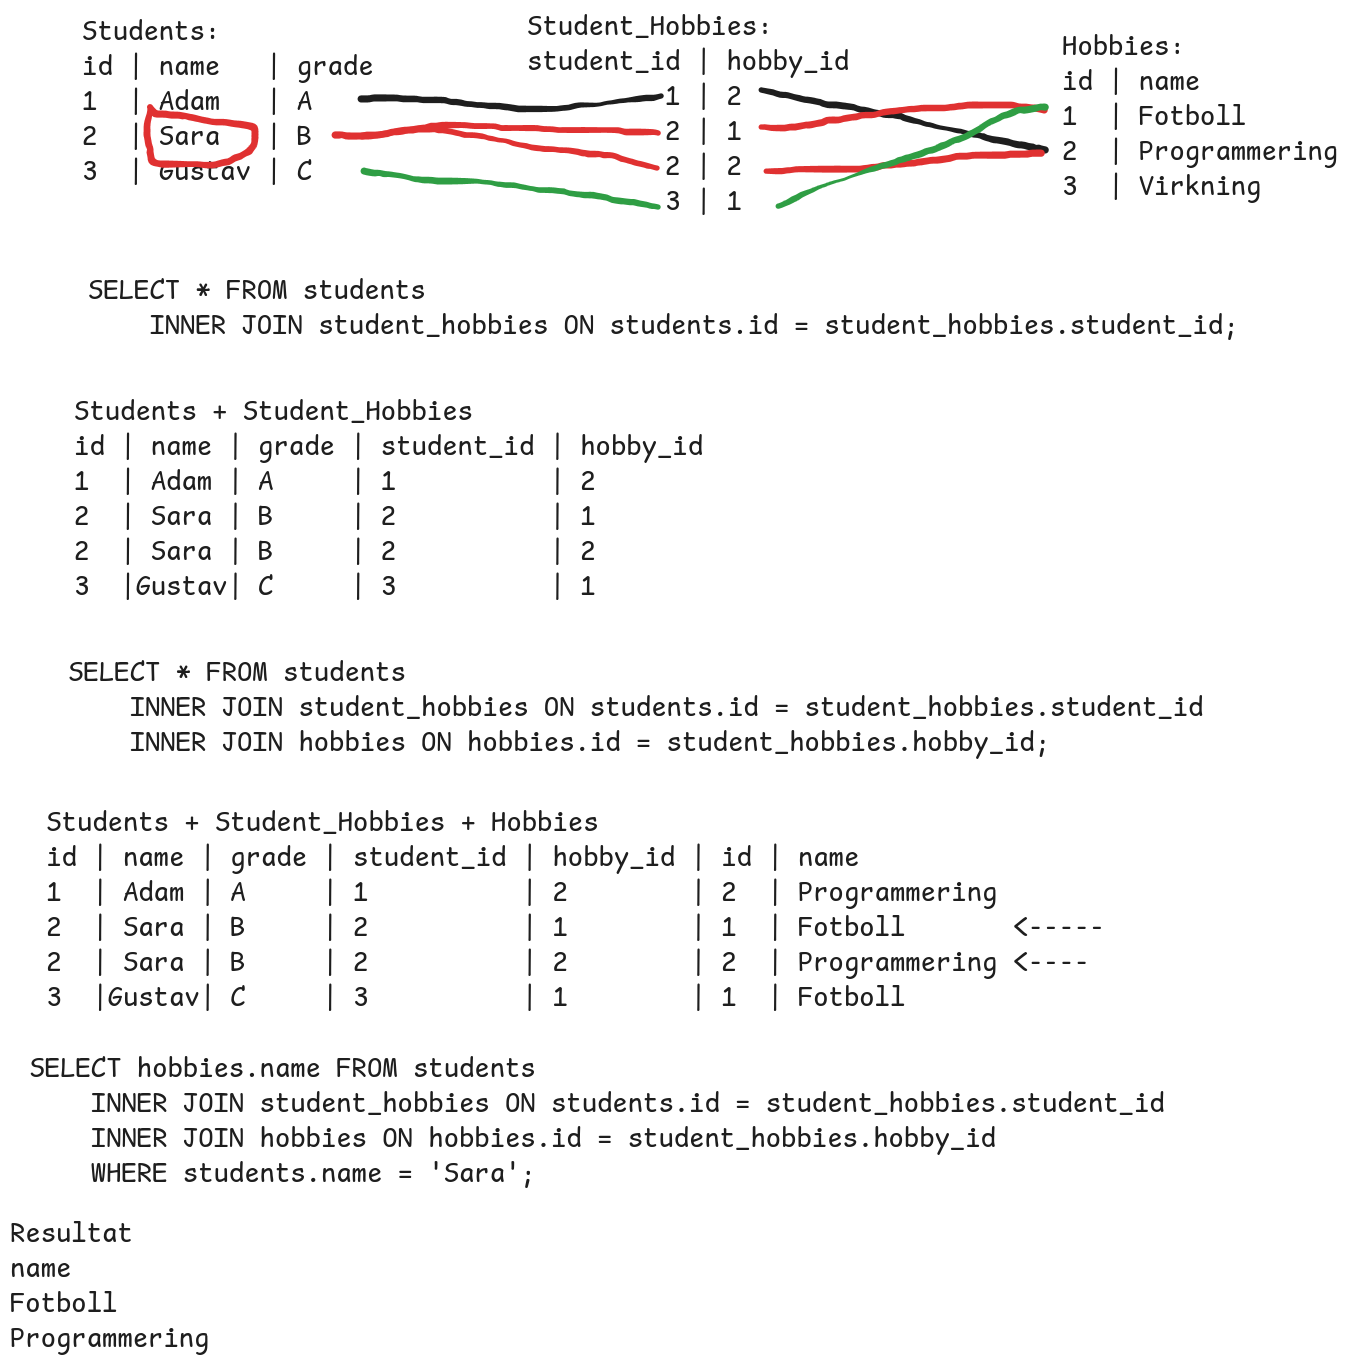 Students:
id | name | grade
1 | Adam | A
2 | Sara | B
3 | Gustav | C
Student_Hobbies:
student_id | hobby_id
1 | 2
2 | 1
2 | 2
3 | 1
Hobbies:
id | name
1 | Fotboll
2 | Programmering
3 | Virkning
SELECT * FROM students
INNER JOIN student_hobbies ON students.id = student_hobbies.student_id;
Students + Student_Hobbies
id | name | grade | student_id | hobby_id
1 | Adam | A | 1 | 2
2 | Sara | B | 2 | 1
2 | Sara | B | 2 | 2
3 |Gustav| C | 3 | 1
SELECT * FROM students
INNER JOIN student_hobbies ON students.id = student_hobbies.student_id
INNER JOIN hobbies ON hobbies.id = student_hobbies.hobby_id;
Students + Student_Hobbies + Hobbies
id | name | grade | student_id | hobby_id | id | name
1 | Adam | A | 1 | 2 | 2 | Programmering
2 | Sara | B | 2 | 1 | 1 | Fotboll <-----
2 | Sara | B | 2 | 2 | 2 | Programmering <----
3 |Gustav| C | 3 | 1 | 1 | Fotboll
SELECT hobbies.name FROM students
INNER JOIN student_hobbies ON students.id = student_hobbies.student_id
INNER JOIN hobbies ON hobbies.id = student_hobbies.hobby_id
WHERE students.name = 'Sara';
Resultat
name
Fotboll
Programmering